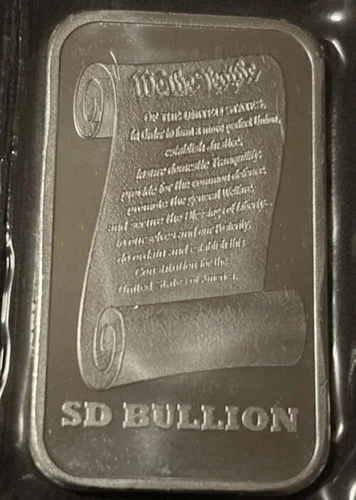 We the People
OF THE UNITED STATES,
in Order to form a more perfect Union,
establish Justice,
insure domestic Tranquility,
provide for the common defence,
promote the general Welfare,
and secure the Blessings of Liberty
to ourselves and our Posterity,
do ordain and establish this
Constitution for the
United States of America.
SD BULLION